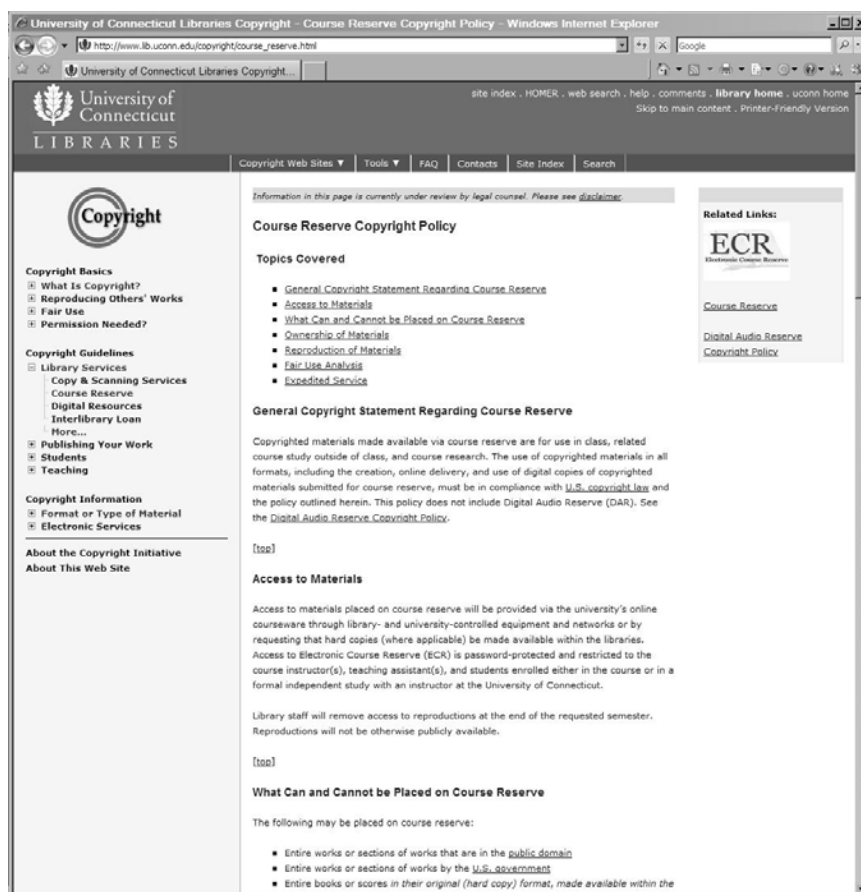 University of Connecticut Libraries Copyright - Course Reserve Copyright Policy - Windows Internet Explorer
http://www.lib.uconn.edu/copyright/course_reserve.html
Google
University of Connecticut Libraries Copyright...
University of
Connecticut
LIBRARIES
site index . HOMER . web search . help . comments . library home . uconn home
Skip to main content . Printer-Friendly Version
Copyright Web Sites ▼ | Tools ▼ | FAQ | Contacts | Site Index | Search
Copyright
Copyright Basics
What Is Copyright?
Reproducing Others' Works
Fair Use
Permission Needed?
Copyright Guidelines
Library Services
Copy & Scanning Services
Course Reserve
Digital Resources
Interlibrary Loan
More...
Publishing Your Work
Students
Teaching
Copyright Information
Format or Type of Material
Electronic Services
About the Copyright Initiative
About This Web Site
Information in this page is currently under review by legal counsel. Please see disclaimer.
Course Reserve Copyright Policy
Topics Covered
General Copyright Statement Regarding Course Reserve
Access to Materials
What Can and Cannot be Placed on Course Reserve
Ownership of Materials
Reproduction of Materials
Fair Use Analysis
Expedited Service
General Copyright Statement Regarding Course Reserve
Copyrighted materials made available via course reserve are for use in class, related
course study outside of class, and course research. The use of copyrighted materials in all
formats, including the creation, online delivery, and use of digital copies of copyrighted
materials submitted for course reserve, must be in compliance with U.S. copyright law and
the policy outlined herein. This policy does not include Digital Audio Reserve (DAR). See
the Digital Audio Reserve Copyright Policy.
[top]
Access to Materials
Access to materials placed on course reserve will be provided via the university's online
courseware through library- and university-controlled equipment and networks or by
requesting that hard copies (where applicable) be made available within the libraries.
Access to Electronic Course Reserve (ECR) is password-protected and restricted to the
course instructor(s), teaching assistant(s), and students enrolled either in the course or in a
formal independent study with an instructor at the University of Connecticut.
Library staff will remove access to reproductions at the end of the requested semester.
Reproductions will not be otherwise publicly available.
[top]
What Can and Cannot be Placed on Course Reserve
The following may be placed on course reserve:
Entire works or sections of works that are in the public domain
Entire works or sections of works by the U.S. government
Entire books or scores in their original (hard copy) format, made available within the
Related Links:
ECR
Electronic Course Reserve
Course Reserve
Digital Audio Reserve
Copyright Policy